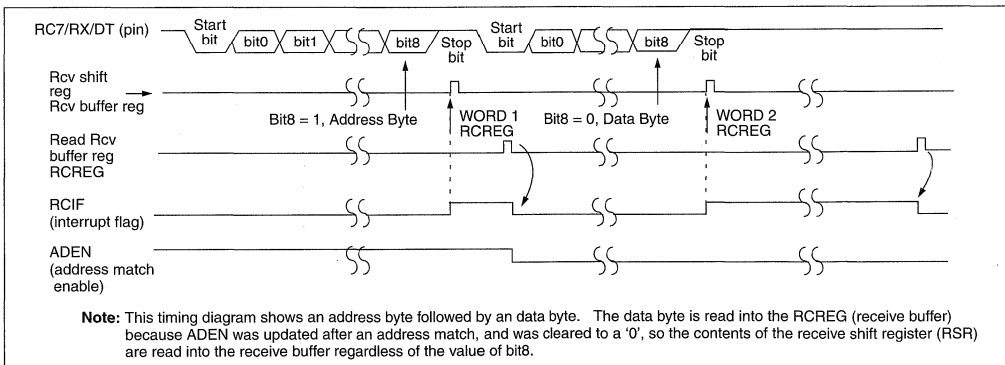 RC7/RX/DT (pin)
Start bit
bit0
bit1
bit8
Stop bit
Start bit
bit0
bit8
Stop bit
Rcv shift
reg
Rcv buffer reg
Bit8 = 1, Address Byte
WORD 1
RCREG
Bit8 = 0, Data Byte
WORD 2
RCREG
Read Rcv
buffer reg
RCREG
RCIF
(interrupt flag)
ADEN
(address match
enable)
Note: This timing diagram shows an address byte followed by an data byte. The data byte is read into the RCREG (receive buffer)
because ADEN was updated after an address match, and was cleared to a ‘0’, so the contents of the receive shift register (RSR)
are read into the receive buffer regardless of the value of bit8.